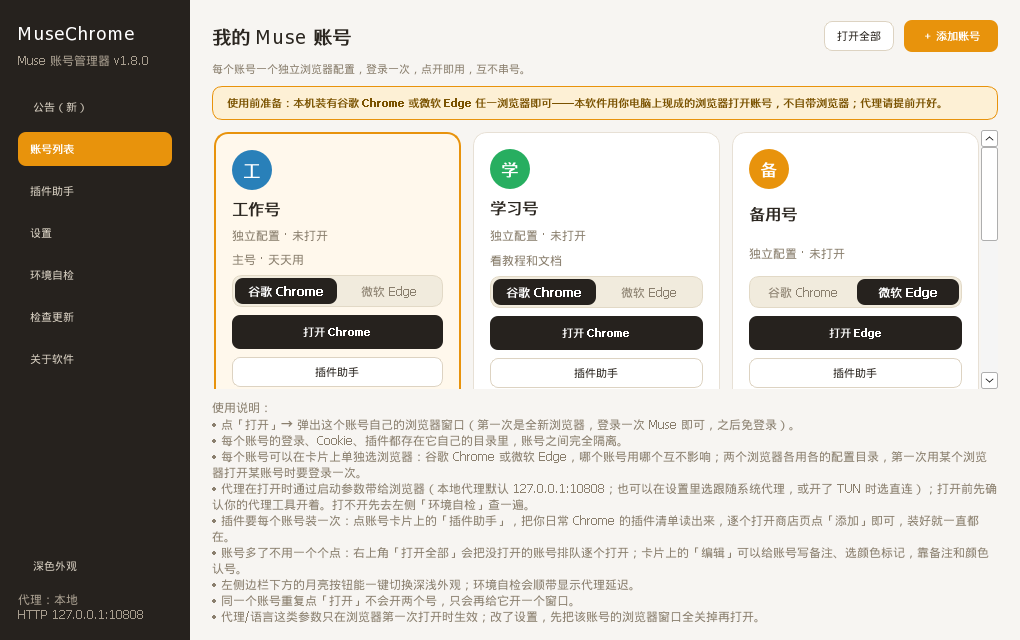 MuseChrome
Muse 账号管理器 v1.8.0
公告（新）
账号列表
插件助手
设置
环境自检
检查更新
关于软件
深色外观
代理：本地
HTTP 127.0.0.1:10808
我的 Muse 账号
打开全部
+ 添加账号
每个账号一个独立浏览器配置，登录一次，点开即用，互不串号。
使用前准备：本机装有谷歌 Chrome 或微软 Edge 任一浏览器即可——本软件用你电脑上现成的浏览器打开账号，不自带浏览器；代理请提前开好。
工
工作号
独立配置 · 未打开
主号 · 天天用
谷歌 Chrome 微软 Edge
打开 Chrome
插件助手
学
学习号
独立配置 · 未打开
看教程和文档
谷歌 Chrome 微软 Edge
打开 Chrome
插件助手
备
备用号
独立配置 · 未打开
谷歌 Chrome 微软 Edge
打开 Edge
插件助手
使用说明：
• 点「打开」→ 弹出这个账号自己的浏览器窗口（第一次是全新浏览器，登录一次 Muse 即可，之后免登录）。
• 每个账号的登录、Cookie、插件都存在它自己的目录里，账号之间完全隔离。
• 每个账号可以在卡片上单独选浏览器：谷歌 Chrome 或微软 Edge，哪个账号用哪个互不影响；两个浏览器各用各的配置目录，第一次用某个浏览
器打开某账号时要登录一次。
• 代理在打开时通过启动参数带给浏览器（本地代理默认 127.0.0.1:10808；也可以在设置里选跟随系统代理，或开了 TUN 时选直连）；打开前先确
认你的代理工具开着。打不开先去左侧「环境自检」查一遍。
• 插件要每个账号装一次：点账号卡片上的「插件助手」，把你日常 Chrome 的插件清单读出来，逐个打开商店页点「添加」即可，装好就一直都
在。
• 账号多了不用一个个点：右上角「打开全部」会把没打开的账号排队逐个打开；卡片上的「编辑」可以给账号写备注、选颜色标记，靠备注和颜色
认号。
• 左侧边栏下方的月亮按钮能一键切换深浅外观；环境自检会顺带显示代理延迟。
• 同一个账号重复点「打开」不会开两个号，只会再给它开一个窗口。
• 代理/语言这类参数只在浏览器第一次打开时生效；改了设置，先把该账号的浏览器窗口全关掉再打开。